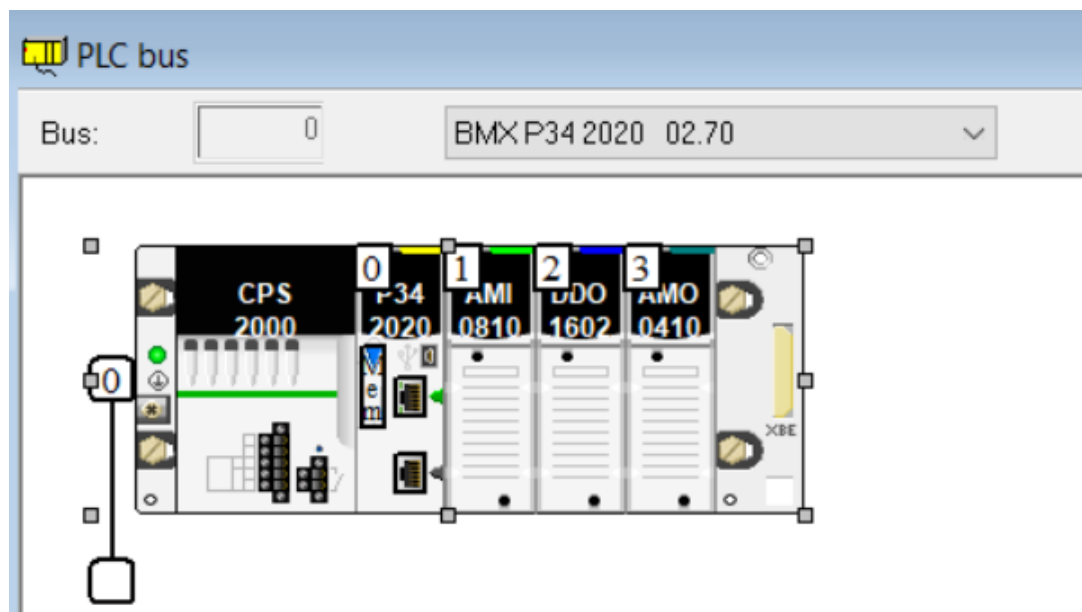 PLC bus
Bus: 0 BMX P34 2020 02.70
0 1 2 3
CPS P34 AMI DDO AMO
2000 2020 0810 1602 0410
0
Mem
XBE